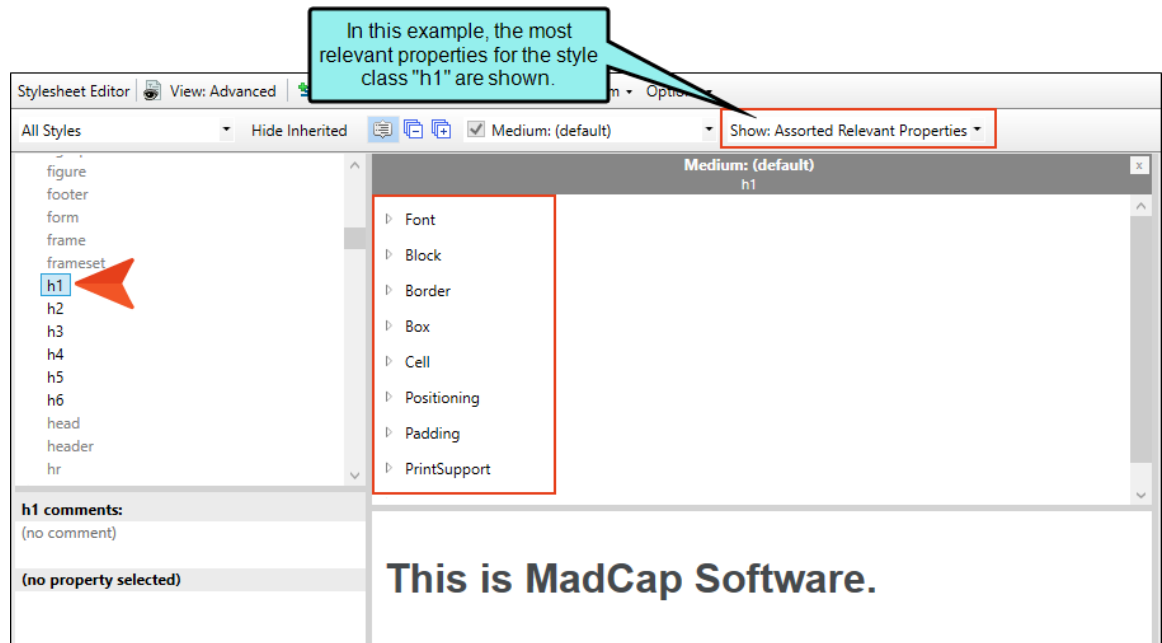 In this example, the most
relevant properties for the style
class "h1" are shown.
Stylesheet Editor View: Advanced
All Styles Hide Inherited Medium: (default) Show: Assorted Relevant Properties
figure
footer
form
frame
frameset
h1
h2
h3
h4
h5
h6
head
header
hr
h1 comments:
(no comment)
(no property selected)
Medium: (default)
h1
Font
Block
Border
Box
Cell
Positioning
Padding
PrintSupport
This is MadCap Software.